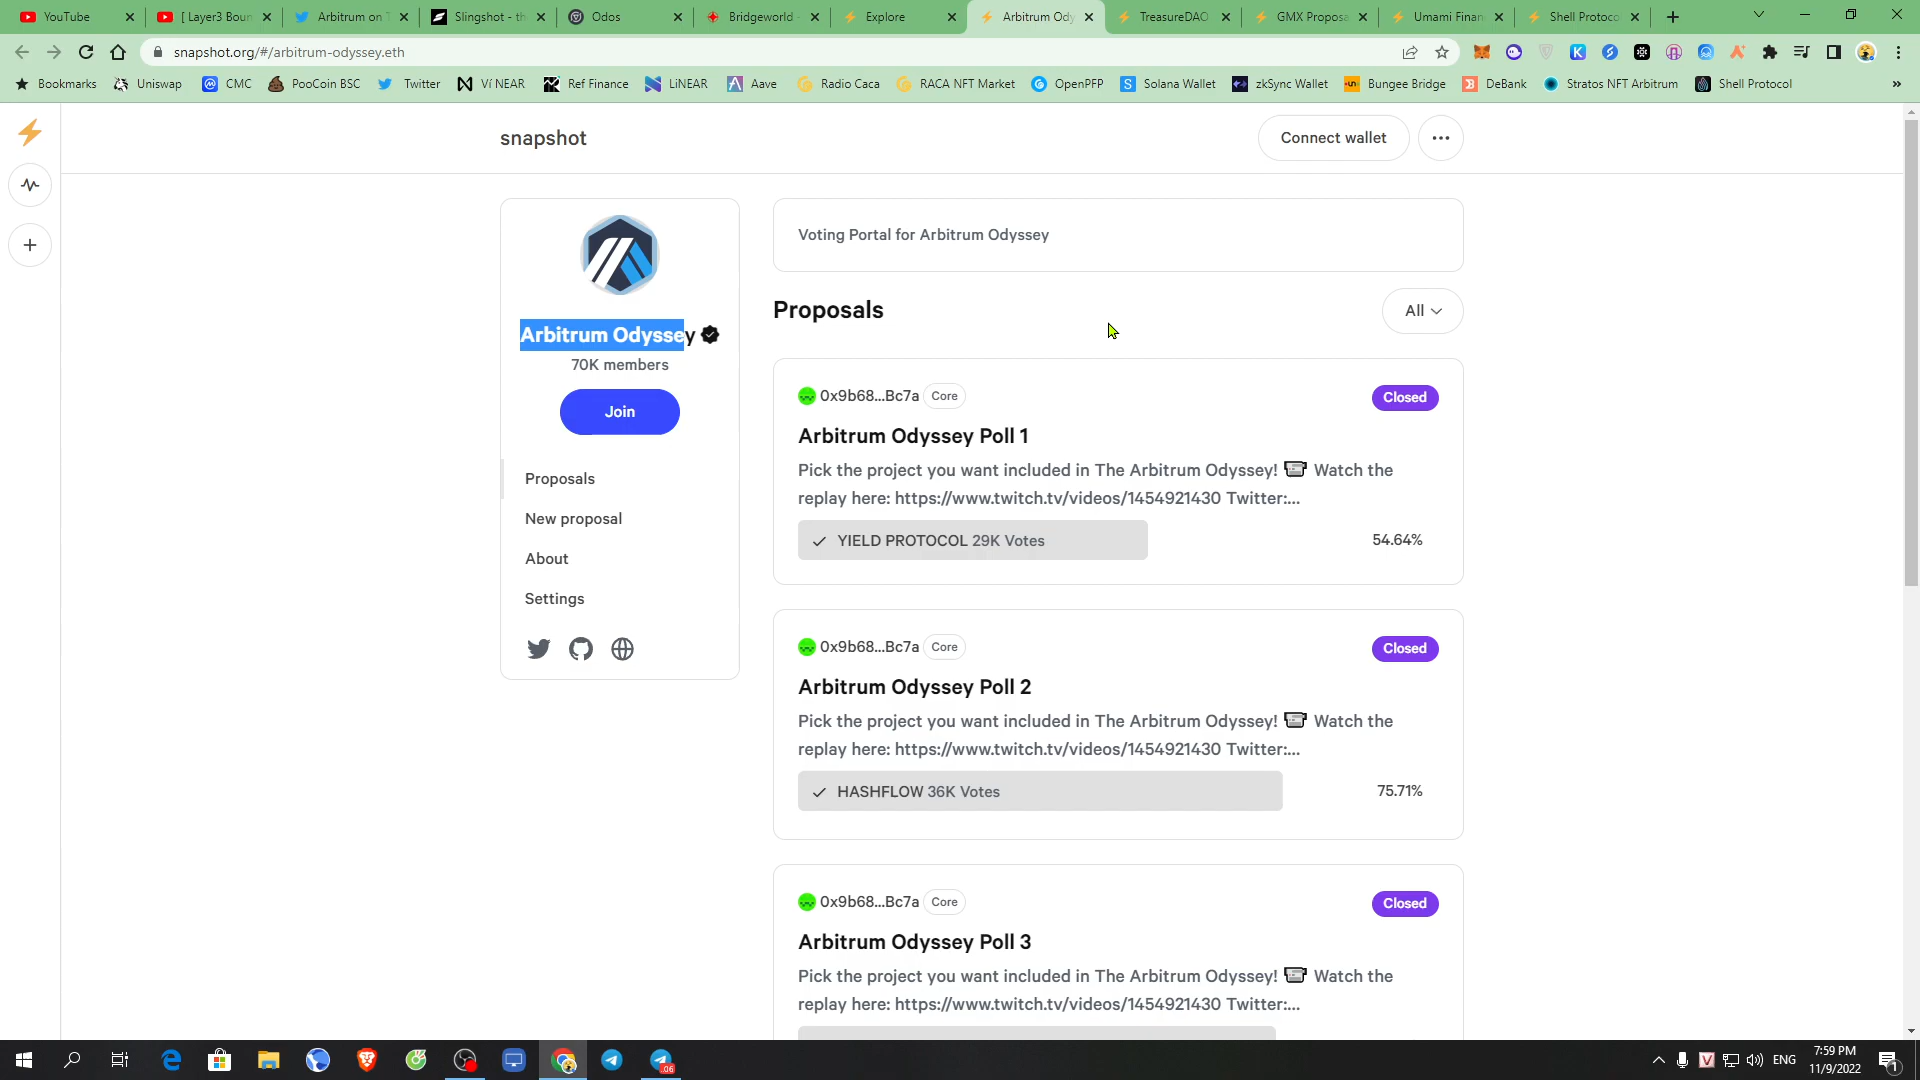 YouTube
[ Layer3 Boun
Arbitrum on T
Slingshot - th
Odos
Bridgeworld -
Explore
Arbitrum Ody
TreasureDAO
GMX Proposa
Umami Finan
Shell Protoco
snapshot.org/#/arbitrum-odyssey.eth
Bookmarks
Uniswap
CMC
PooCoin BSC
Twitter
Ví NEAR
Ref Finance
LiNEAR
Aave
Radio Caca
RACA NFT Market
OpenPFP
Solana Wallet
zkSync Wallet
Bungee Bridge
DeBank
Stratos NFT Arbitrum
Shell Protocol
»
snapshot
Connect wallet
Arbitrum Odyssey
70K members
Join
Proposals
New proposal
About
Settings
Voting Portal for Arbitrum Odyssey
Proposals
All
0x9b68...Bc7a Core
Closed
Arbitrum Odyssey Poll 1
Pick the project you want included in The Arbitrum Odyssey! 📹 Watch the
replay here: https://www.twitch.tv/videos/1454921430 Twitter:...
YIELD PROTOCOL 29K Votes
54.64%
0x9b68...Bc7a Core
Closed
Arbitrum Odyssey Poll 2
Pick the project you want included in The Arbitrum Odyssey! 📹 Watch the
replay here: https://www.twitch.tv/videos/1454921430 Twitter:...
HASHFLOW 36K Votes
75.71%
0x9b68...Bc7a Core
Closed
Arbitrum Odyssey Poll 3
Pick the project you want included in The Arbitrum Odyssey! 📹 Watch the
replay here: https://www.twitch.tv/videos/1454921430 Twitter:...
.06
ENG
7:59 PM
11/9/2022
1